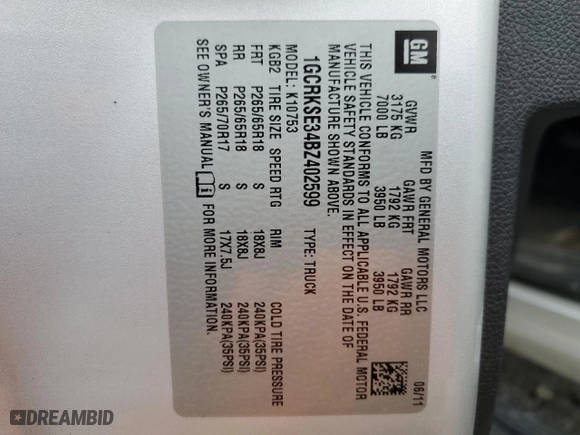 GM
MFD BY GENERAL MOTORS LLC 06/11
GVWR GAWR FRT GAWR RR
3175 KG 1792 KG 1792 KG
7000 LB 3950 LB 3950 LB
THIS VEHICLE CONFORMS TO ALL APPLICABLE U.S. FEDERAL MOTOR
VEHICLE SAFETY STANDARDS IN EFFECT ON THE DATE OF
MANUFACTURE SHOWN ABOVE.
1GCRKSE34BZ402599 TYPE: TRUCK
MODEL: K10753
KGB2 TIRE SIZE SPEED RTG RIM COLD TIRE PRESSURE
FRT P265/65R18 S 18X8J 240KPA(35PSI)
RR P265/65R18 S 18X8J 240KPA(35PSI)
SPA P265/70R17 S 17X7.5J 240KPA(35PSI)
SEE OWNER'S MANUAL FOR MORE INFORMATION.
DREAMBID